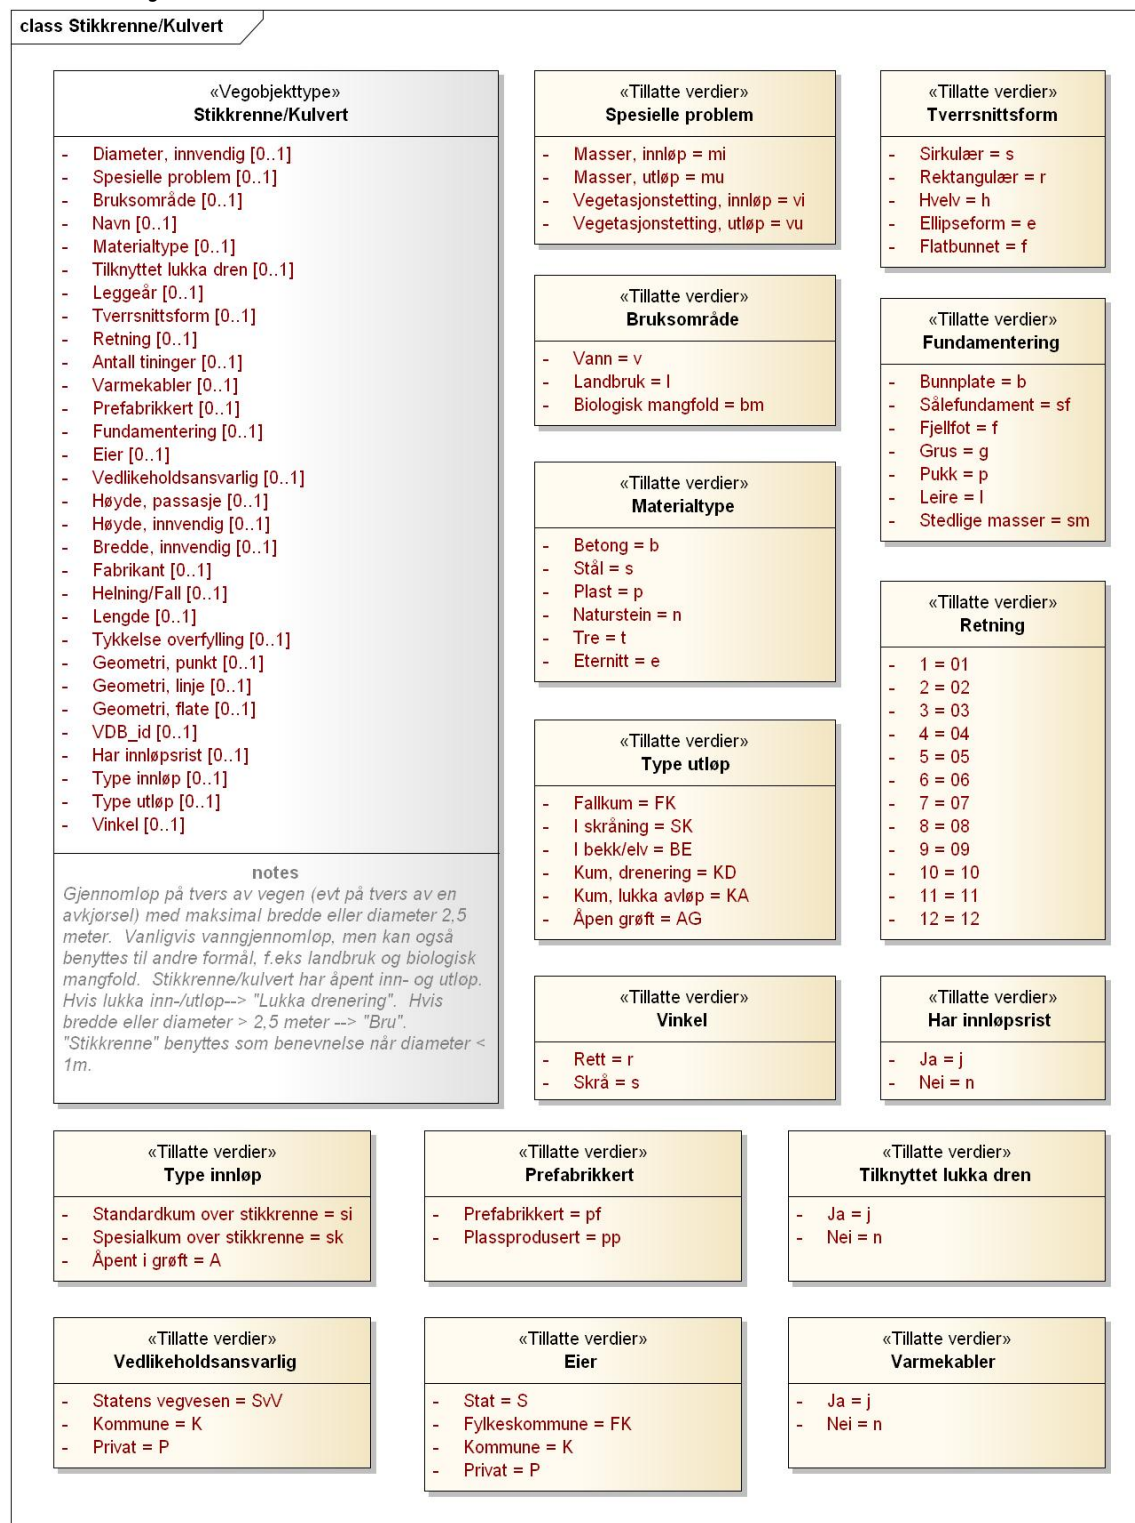 class Stikkrenne/Kulvert
«Vegobjekttype»
Stikkrenne/Kulvert
- Diameter, innvendig [0..1]
- Spesielle problem [0..1]
- Bruksområde [0..1]
- Navn [0..1]
- Materialtype [0..1]
- Tilknyttet lukka dren [0..1]
- Leggeår [0..1]
- Tverrsnittsform [0..1]
- Retning [0..1]
- Antall tininger [0..1]
- Varmekabler [0..1]
- Prefabrikkert [0..1]
- Fundamentering [0..1]
- Eier [0..1]
- Vedlikeholdsansvarlig [0..1]
- Høyde, passasje [0..1]
- Høyde, innvendig [0..1]
- Bredde, innvendig [0..1]
- Fabrikant [0..1]
- Helning/Fall [0..1]
- Lengde [0..1]
- Tykkelse overfylling [0..1]
- Geometri, punkt [0..1]
- Geometri, linje [0..1]
- Geometri, flate [0..1]
- VDB_id [0..1]
- Har innløpsrist [0..1]
- Type innløp [0..1]
- Type utløp [0..1]
- Vinkel [0..1]
notes
Gjennomløp på tvers av vegen (evt på tvers av en
avkjørsel) med maksimal bredde eller diameter 2,5
meter. Vanligvis vanngjennomløp, men kan også
benyttes til andre formål, f.eks landbruk og biologisk
mangfold. Stikkrenne/kulvert har åpent inn- og utløp.
Hvis lukka inn-/utløp--> "Lukka drenering". Hvis
bredde eller diameter > 2,5 meter --> "Bru".
"Stikkrenne" benyttes som benevnelse når diameter <
1m.
«Tillatte verdier»
Spesielle problem
- Masser, innløp = mi
- Masser, utløp = mu
- Vegetasjonstetting, innløp = vi
- Vegetasjonstetting, utløp = vu
«Tillatte verdier»
Tverrsnittsform
- Sirkulær = s
- Rektangulær = r
- Hvelv = h
- Ellipseform = e
- Flatbunnet = f
«Tillatte verdier»
Bruksområde
- Vann = v
- Landbruk = l
- Biologisk mangfold = bm
«Tillatte verdier»
Fundamentering
- Bunnplate = b
- Sålefundament = sf
- Fjellfot = f
- Grus = g
- Pukk = p
- Leire = l
- Stedlige masser = sm
«Tillatte verdier»
Materialtype
- Betong = b
- Stål = s
- Plast = p
- Naturstein = n
- Tre = t
- Eternitt = e
«Tillatte verdier»
Retning
- 1 = 01
- 2 = 02
- 3 = 03
- 4 = 04
- 5 = 05
- 6 = 06
- 7 = 07
- 8 = 08
- 9 = 09
- 10 = 10
- 11 = 11
- 12 = 12
«Tillatte verdier»
Type utløp
- Fallkum = FK
- I skråning = SK
- I bekk/elv = BE
- Kum, drenering = KD
- Kum, lukka avløp = KA
- Åpen grøft = AG
«Tillatte verdier»
Vinkel
- Rett = r
- Skrå = s
«Tillatte verdier»
Har innløpsrist
- Ja = j
- Nei = n
«Tillatte verdier»
Type innløp
- Standardkum over stikkrenne = si
- Spesialkum over stikkrenne = sk
- Åpent i grøft = A
«Tillatte verdier»
Prefabrikkert
- Prefabrikkert = pf
- Plassprodusert = pp
«Tillatte verdier»
Tilknyttet lukka dren
- Ja = j
- Nei = n
«Tillatte verdier»
Vedlikeholdsansvarlig
- Statens vegvesen = SvV
- Kommune = K
- Privat = P
«Tillatte verdier»
Eier
- Stat = S
- Fylkeskommune = FK
- Kommune = K
- Privat = P
«Tillatte verdier»
Varmekabler
- Ja = j
- Nei = n